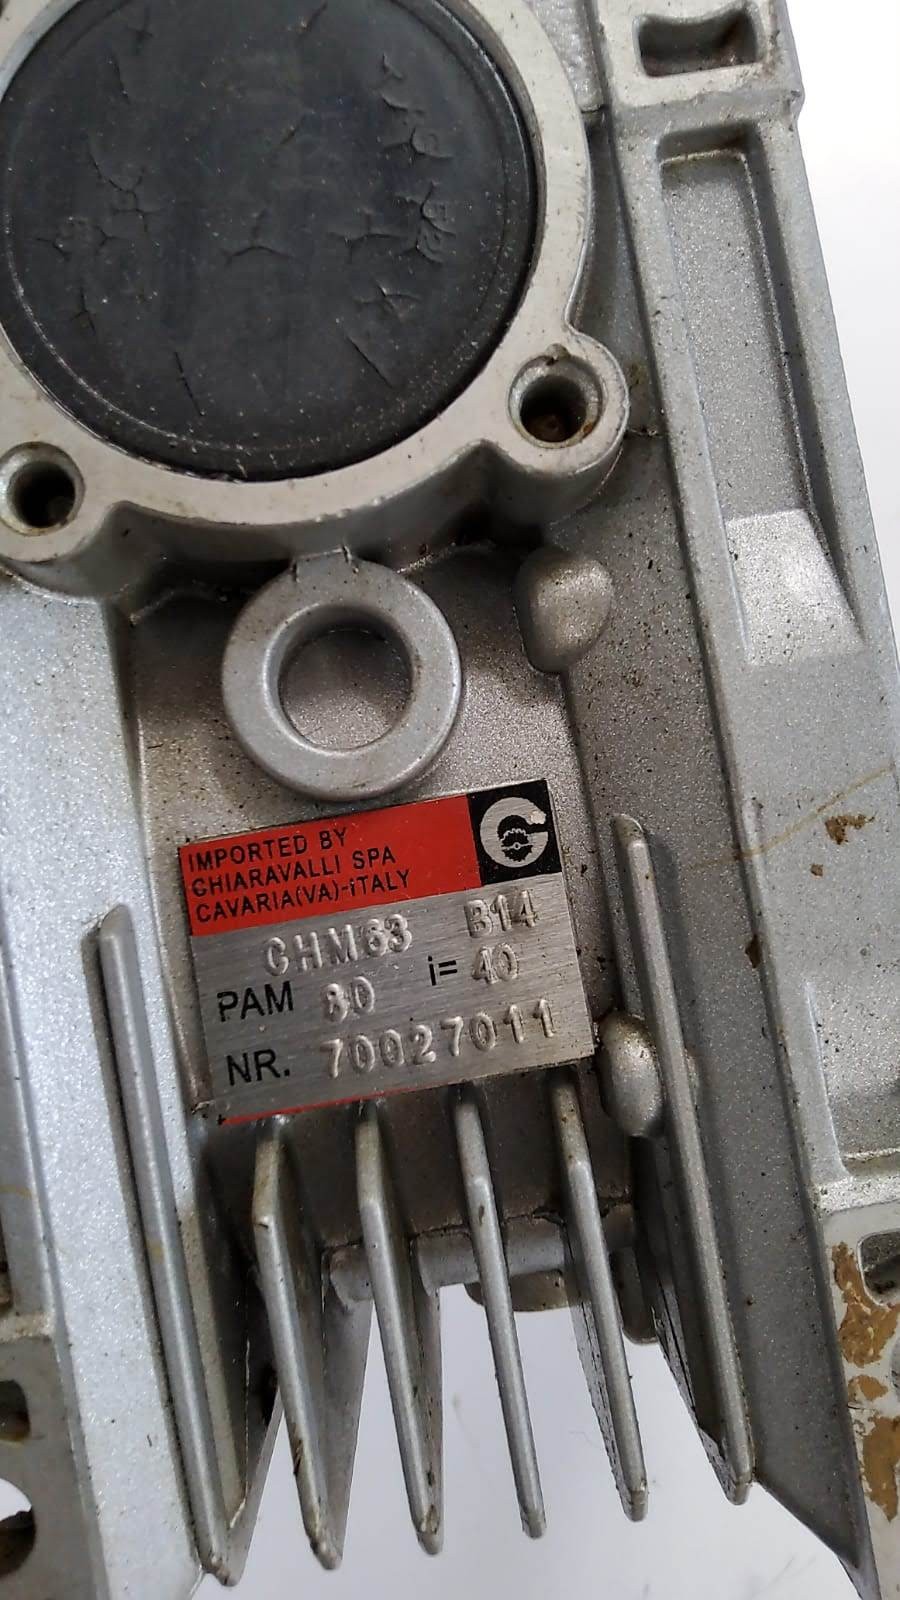 IMPORTED BY
CHIARAVALLI SPA
CAVARIA(VA)-iTALY
CHM63 B14
PAM 80 i= 40
NR. 70027011